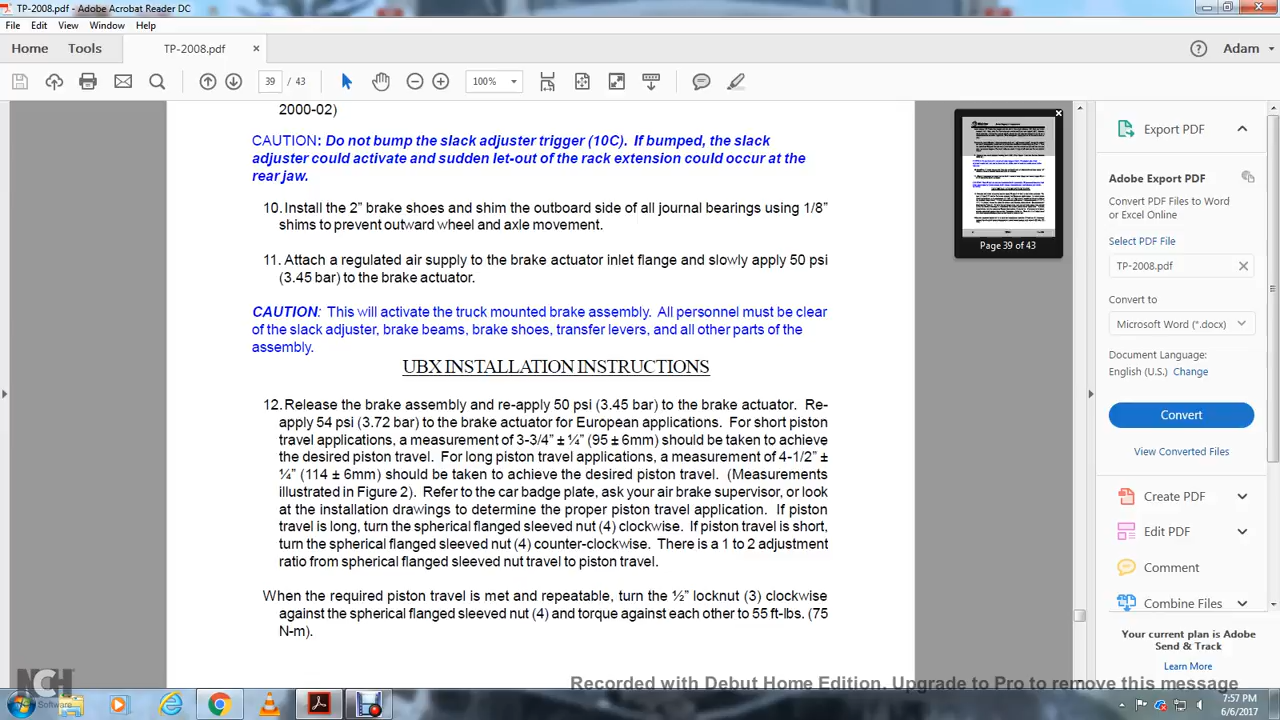 TP-2008.pdf - Adobe Acrobat Reader DC
File Edit View Window Help
Home Tools TP-2008.pdf × Adam
39 / 43 100%
2000-02)
CAUTION: Do not bump the slack adjuster trigger (10C). If bumped, the slack
adjuster could activate and sudden let-out of the rack extension could occur at the
rear jaw.
10. Install the 2” brake shoes and shim the outboard side of all journal bearings using 1/8”
shims to prevent outward wheel and axle movement.
11. Attach a regulated air supply to the brake actuator inlet flange and slowly apply 50 psi
(3.45 bar) to the brake actuator.
CAUTION: This will activate the truck mounted brake assembly. All personnel must be clear
of the slack adjuster, brake beams, brake shoes, transfer levers, and all other parts of the
assembly.
UBX INSTALLATION INSTRUCTIONS
12. Release the brake assembly and re-apply 50 psi (3.45 bar) to the brake actuator. Re-
apply 54 psi (3.72 bar) to the brake actuator for European applications. For short piston
travel applications, a measurement of 3-3/4” ± ¼” (95 ± 6mm) should be taken to achieve
the desired piston travel. For long piston travel applications, a measurement of 4-1/2” ±
¼” (114 ± 6mm) should be taken to achieve the desired piston travel. (Measurements
illustrated in Figure 2). Refer to the car badge plate, ask your air brake supervisor, or look
at the installation drawings to determine the proper piston travel application. If piston
travel is long, turn the spherical flanged sleeved nut (4) clockwise. If piston travel is short,
turn the spherical flanged sleeved nut (4) counter-clockwise. There is a 1 to 2 adjustment
ratio from spherical flanged sleeved nut travel to piston travel.
When the required piston travel is met and repeatable, turn the ½” locknut (3) clockwise
against the spherical flanged sleeved nut (4) and torque against each other to 55 ft-lbs. (75
N-m).
Page 39 of 43
Export PDF
Adobe Export PDF
Convert PDF Files to Word
or Excel Online
Select PDF File
TP-2008.pdf
Convert to
Microsoft Word (*.docx)
Document Language:
English (U.S.) Change
Convert
View Converted Files
Create PDF
Edit PDF
Comment
Combine Files
Your current plan is Adobe
Send & Track
Learn More
NCH
Software
Recorded with Debut Home Edition. Upgrade to Pro to remove this message
7:57 PM
6/6/2017